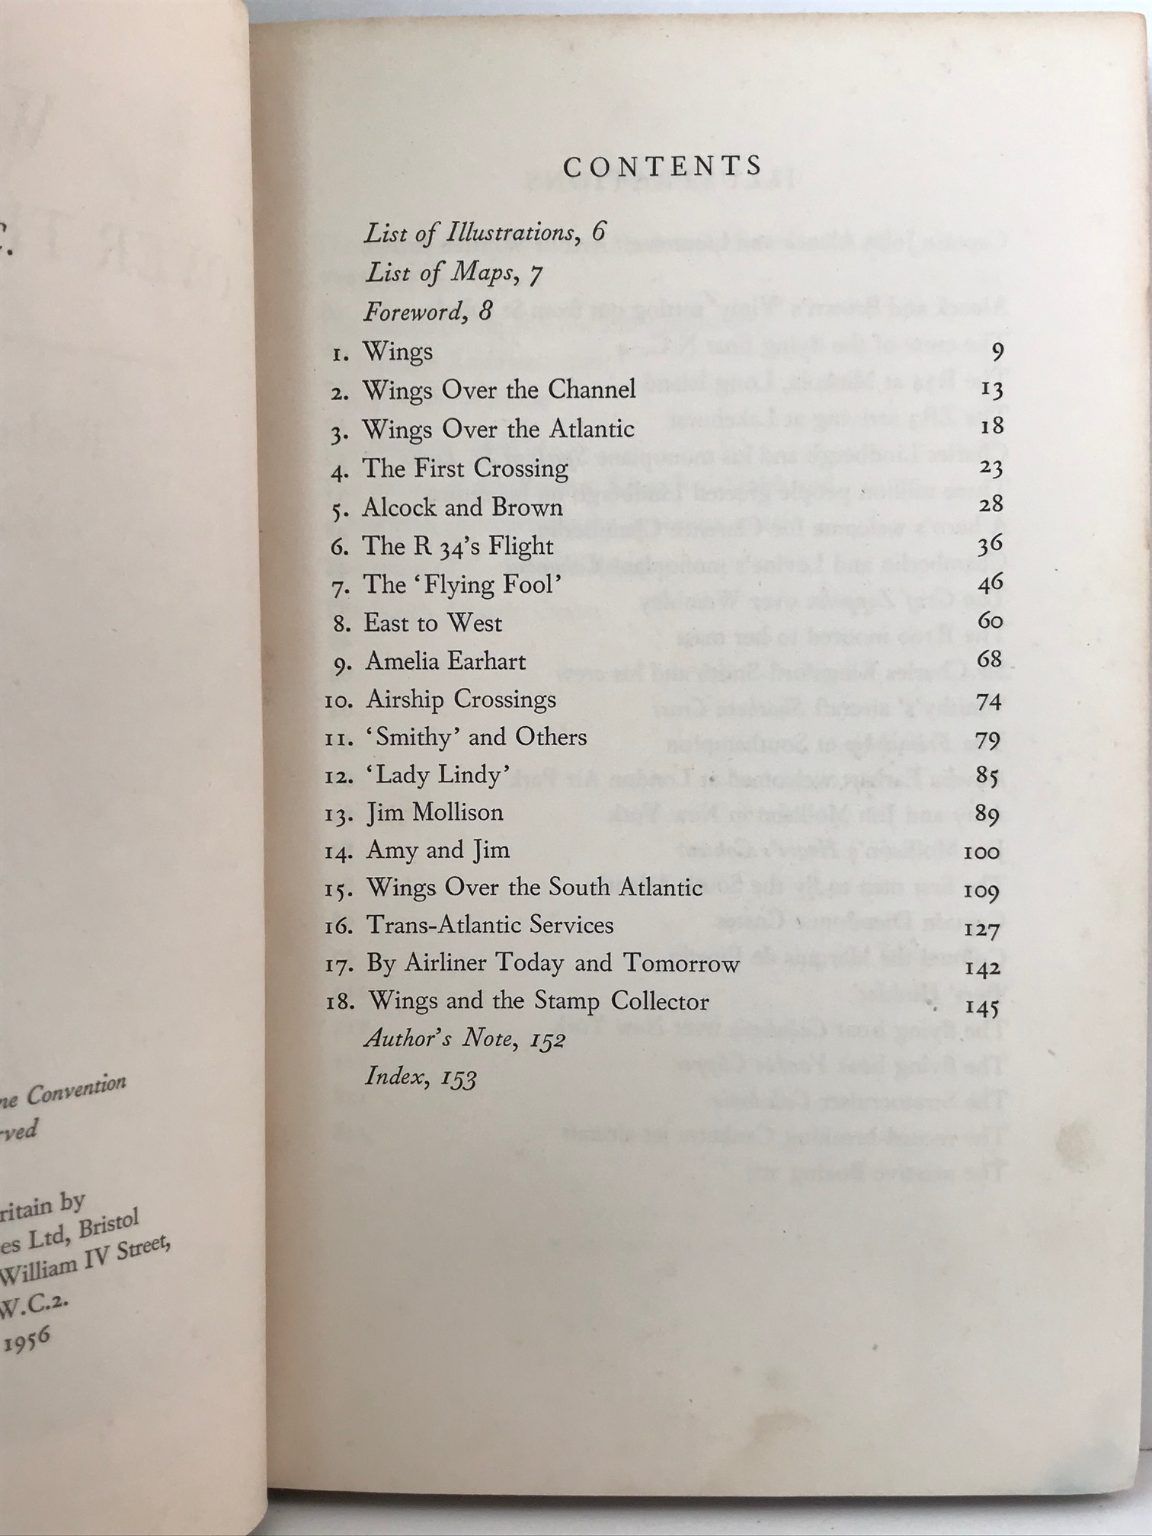 C.
ne Convention
rved
ritain by
es Ltd, Bristol
William IV Street,
W.C.2.
1956
CONTENTS
List of Illustrations, 6
List of Maps, 7
Foreword, 8
1. Wings 9
2. Wings Over the Channel 13
3. Wings Over the Atlantic 18
4. The First Crossing 23
5. Alcock and Brown 28
6. The R 34's Flight 36
7. The ‘Flying Fool’ 46
8. East to West 60
9. Amelia Earhart 68
10. Airship Crossings 74
11. ‘Smithy’ and Others 79
12. ‘Lady Lindy’ 85
13. Jim Mollison 89
14. Amy and Jim 100
15. Wings Over the South Atlantic 109
16. Trans-Atlantic Services 127
17. By Airliner Today and Tomorrow 142
18. Wings and the Stamp Collector 145
Author's Note, 152
Index, 153